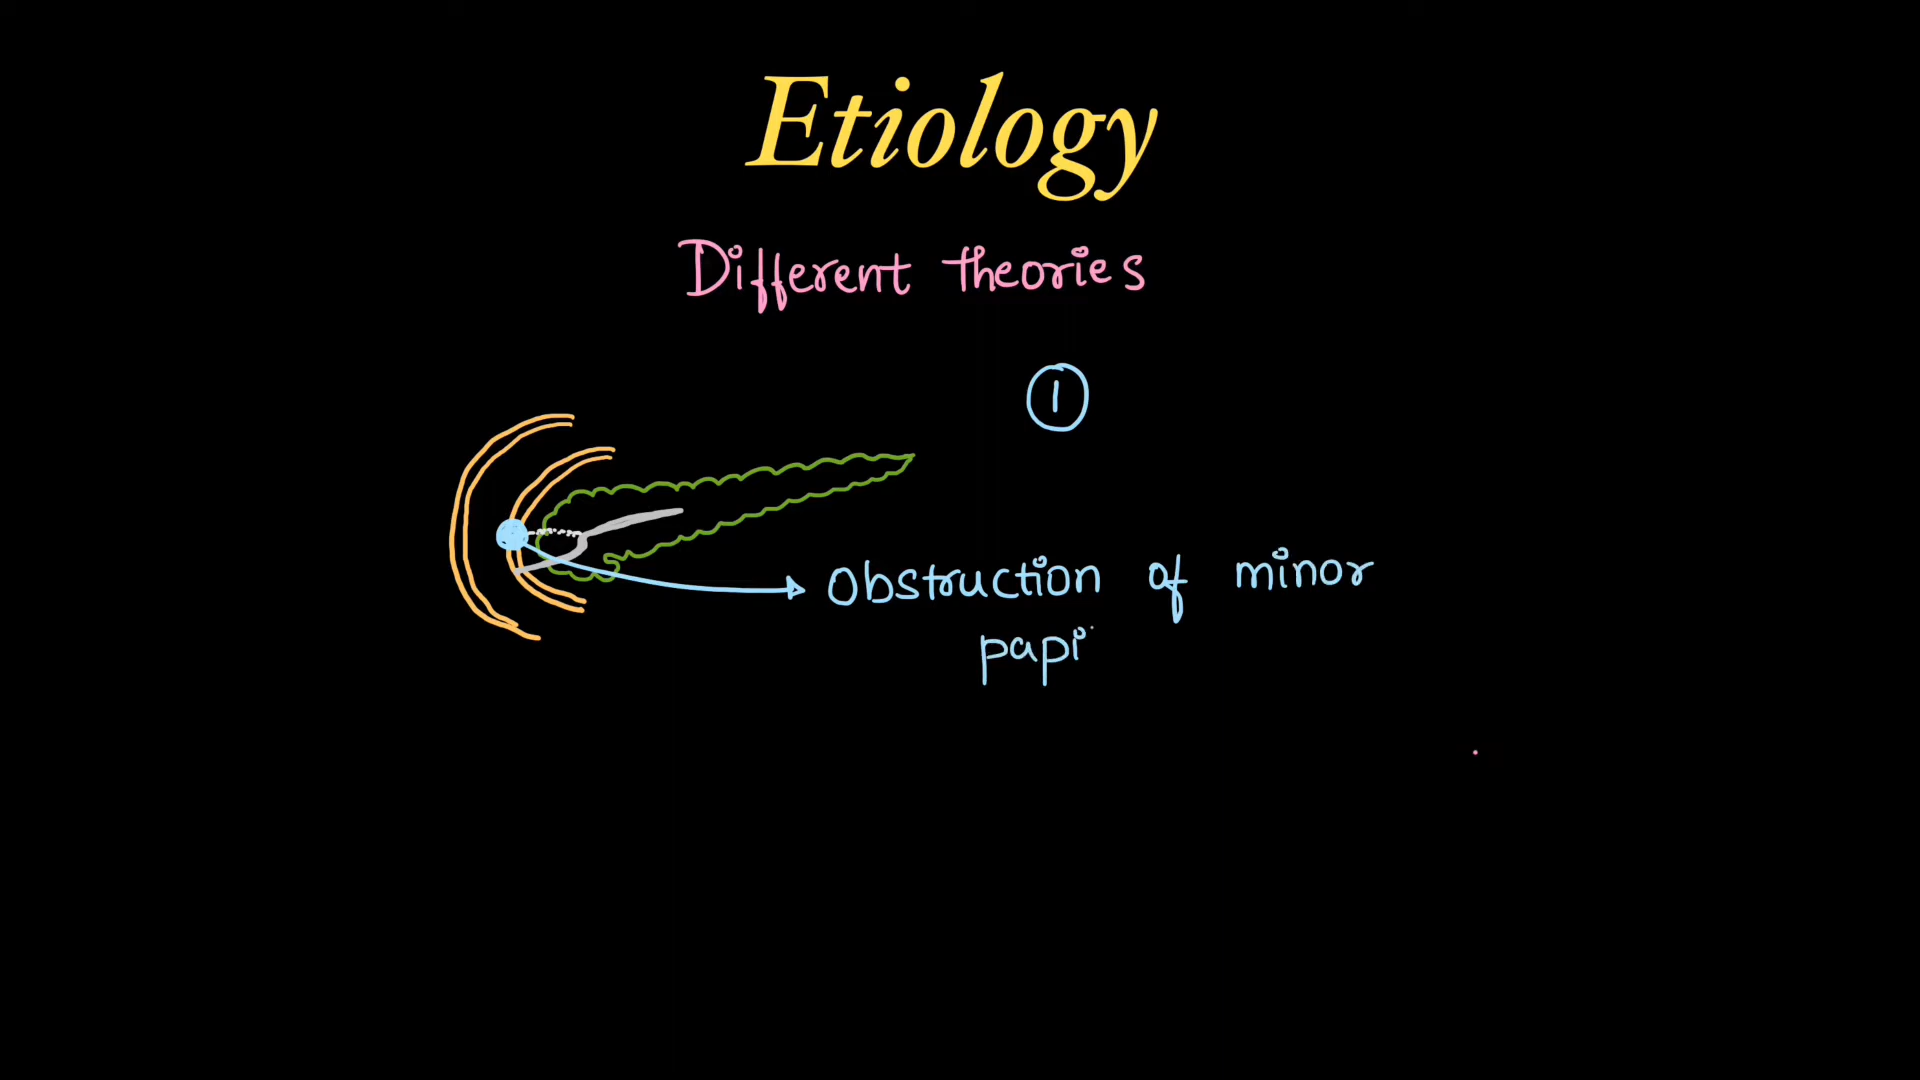 Etiology
Different theories
1
Obstruction of minor
papi